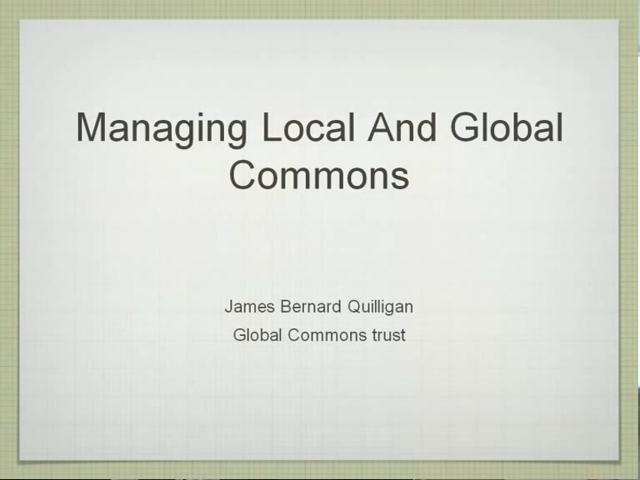 Managing Local And Global
Commons
James Bernard Quilligan
Global Commons trust